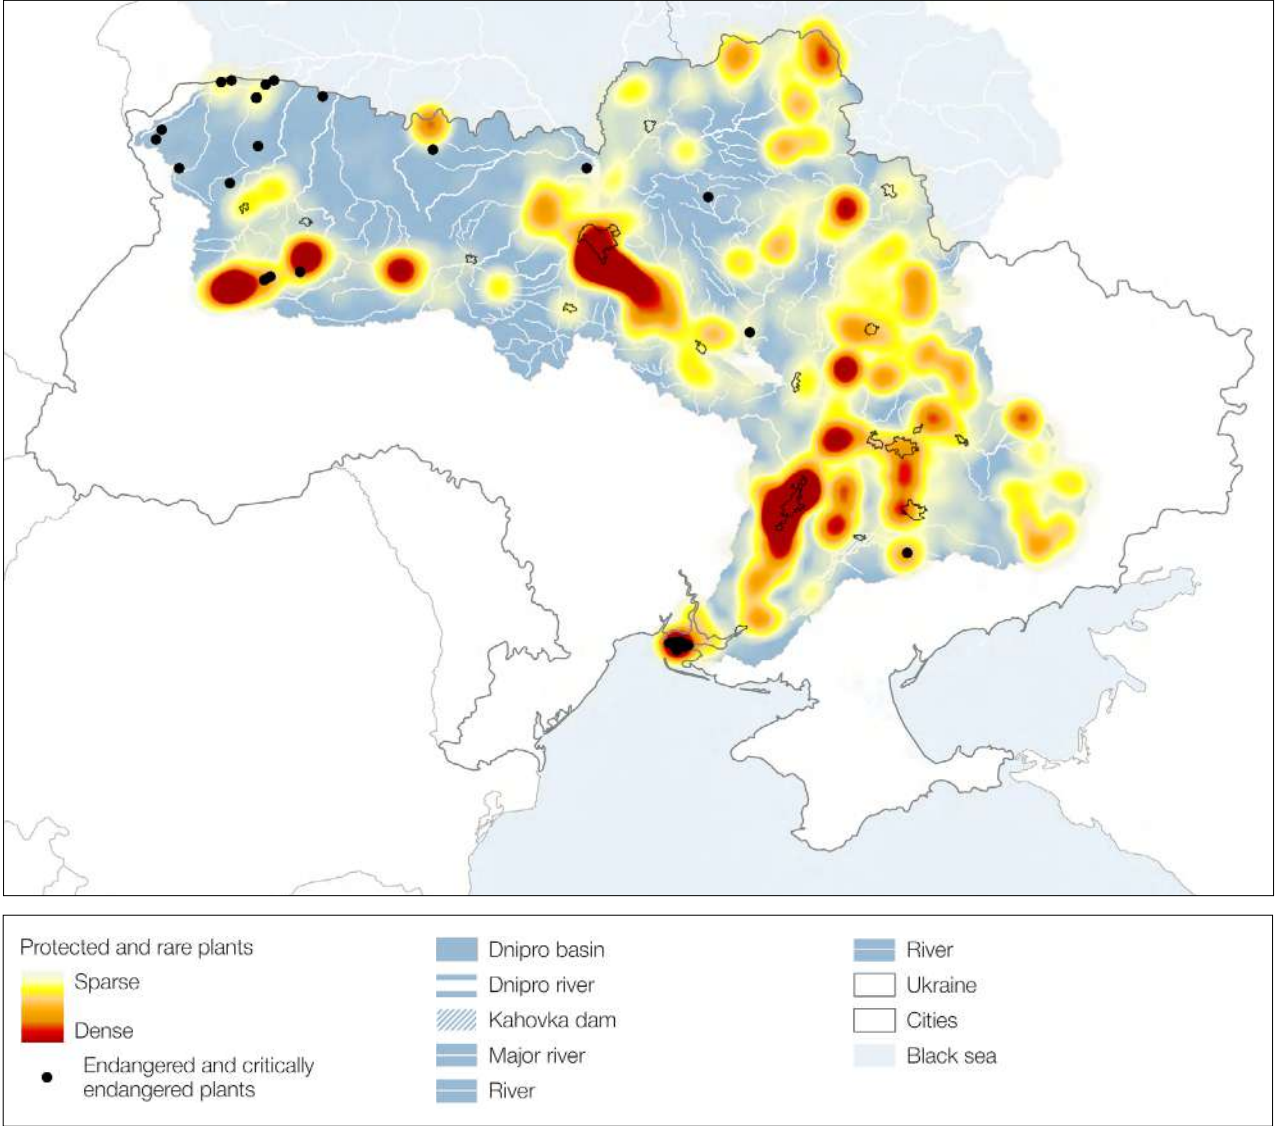 Protected and rare plants
Sparse
Dense
Endangered and critically
endangered plants
Dnipro basin
Dnipro river
Kahovka dam
Major river
River
River
Ukraine
Cities
Black sea